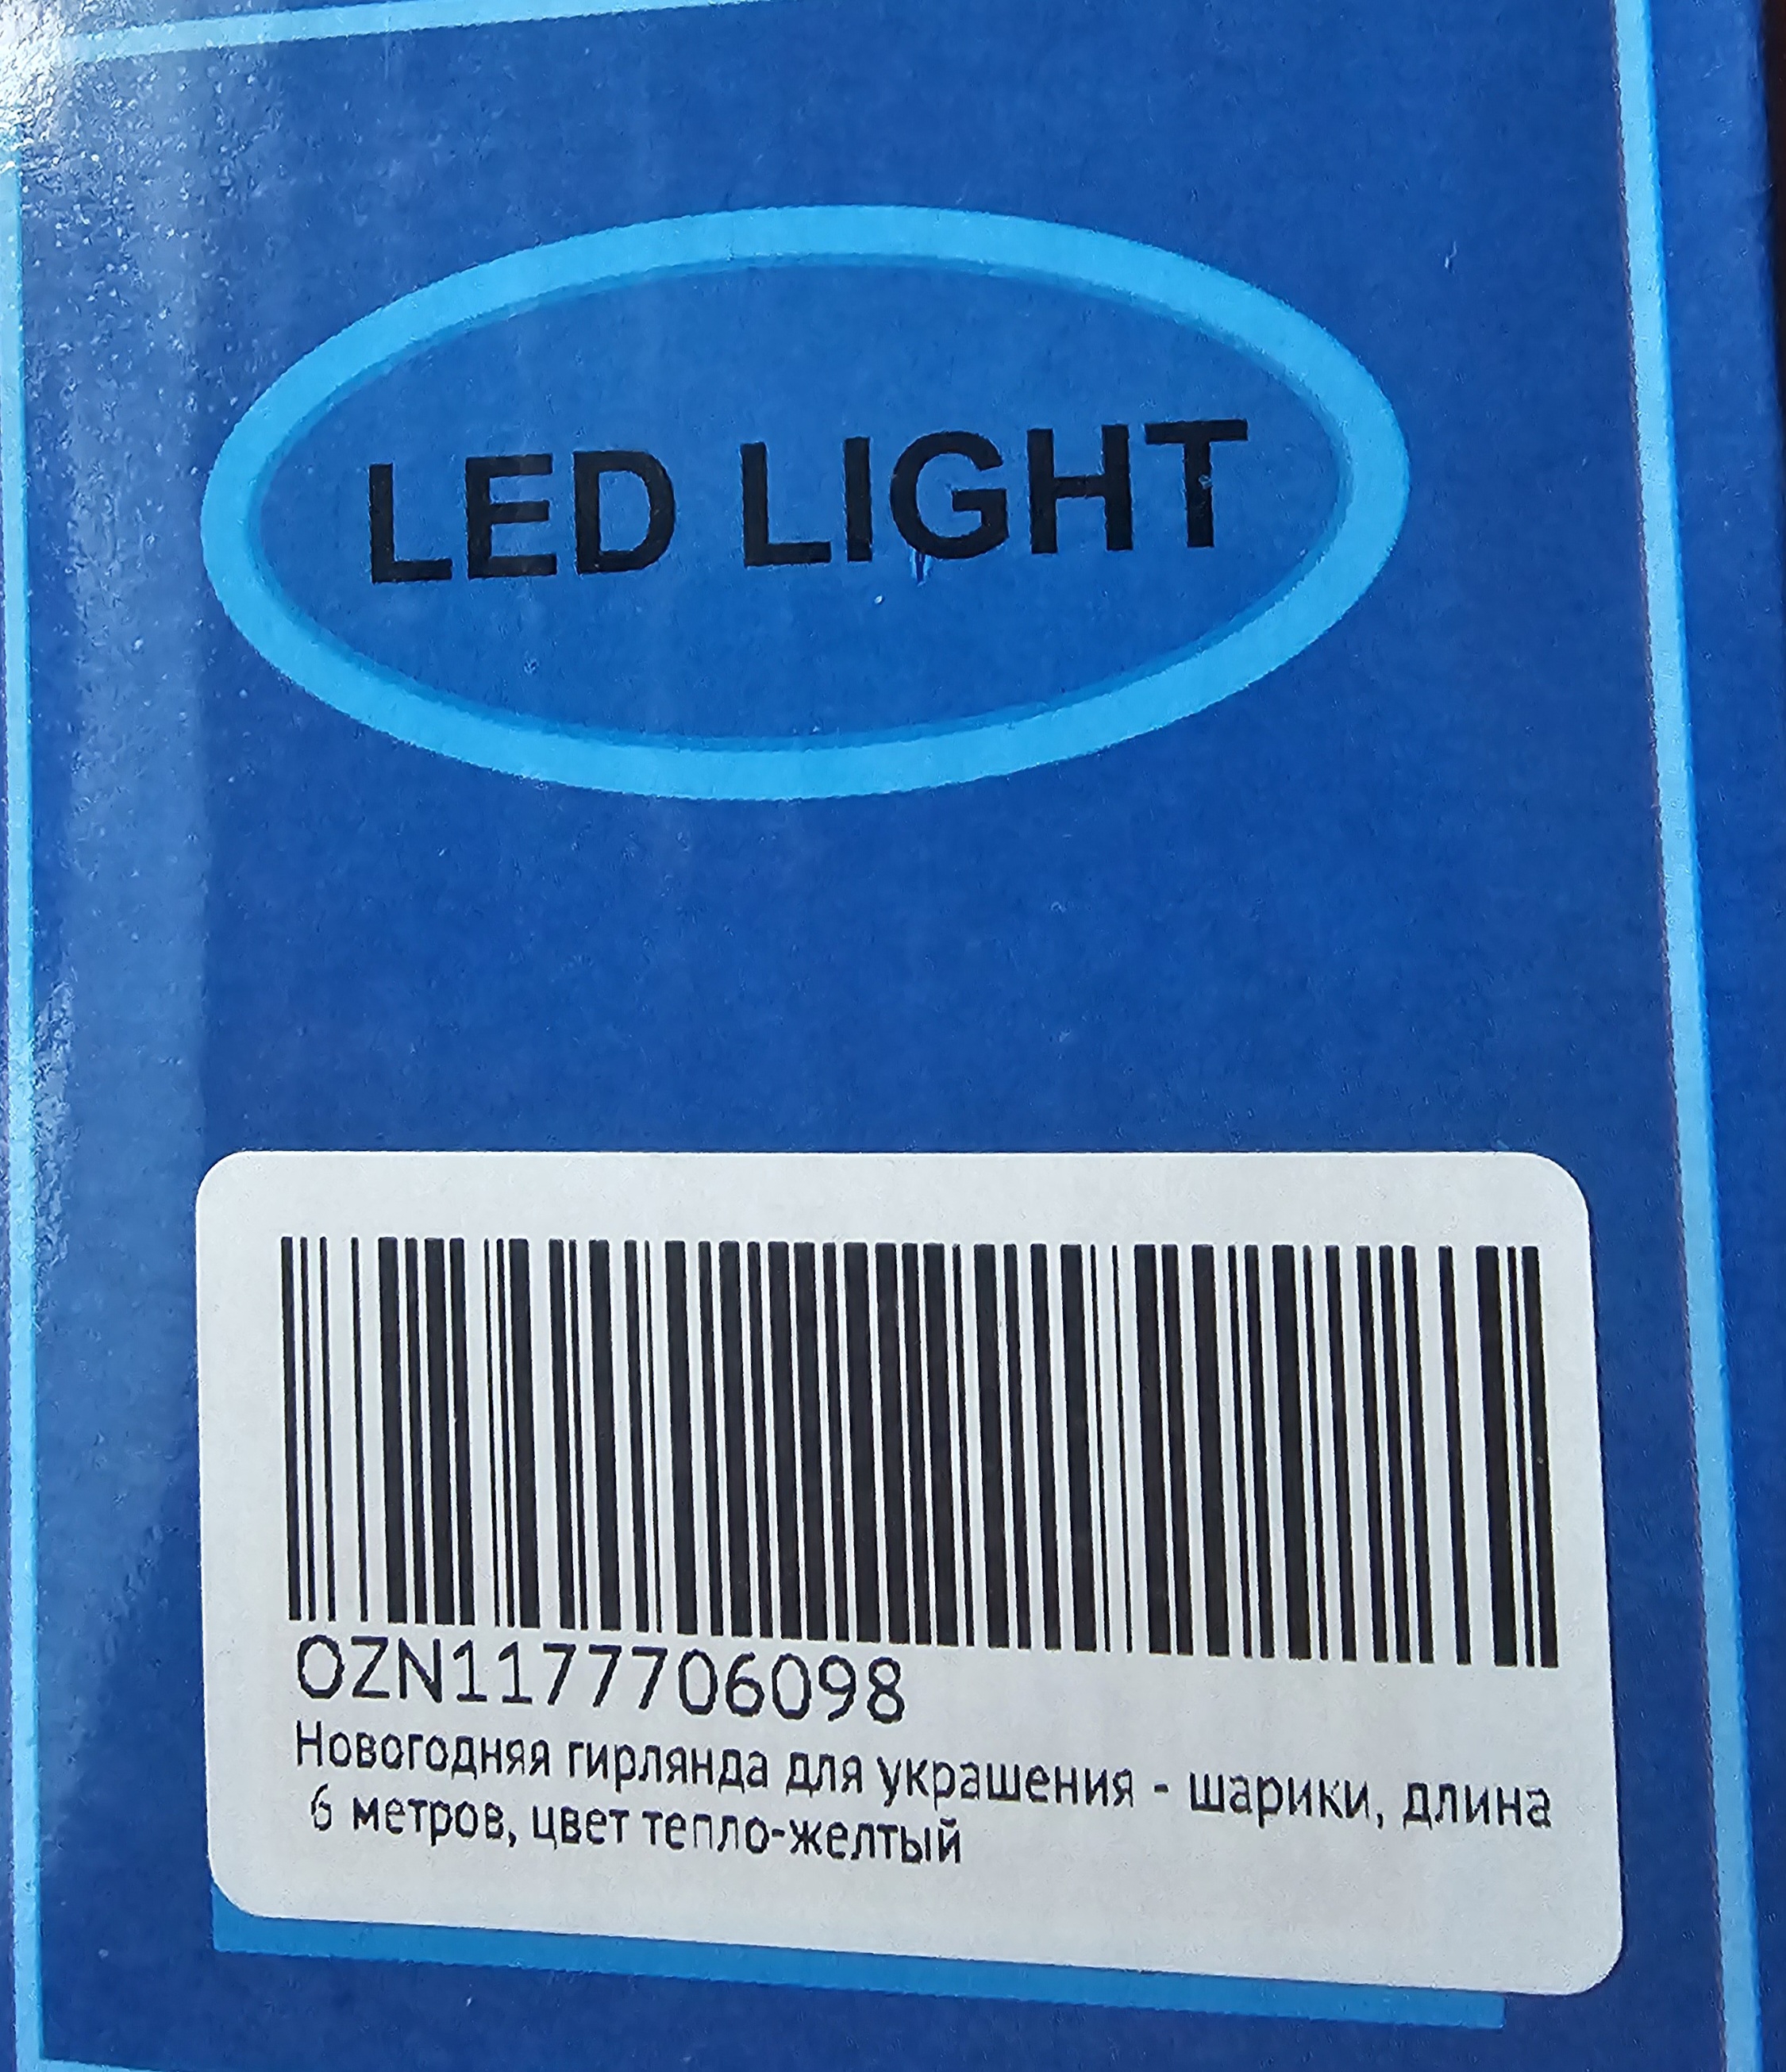 LED LIGHT
OZN1177706098
Новогодняя гирлянда для украшения - шарики, длина
6 метров, цвет тепло-желтый